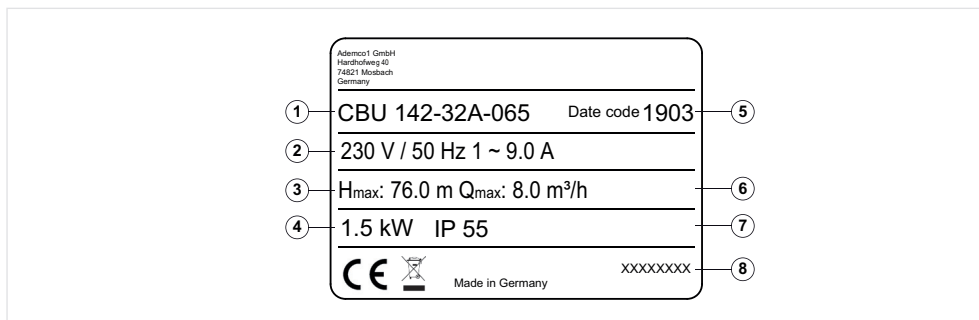 Ademco1 GmbH
Hardhofweg 40
74821 Mosbach
Germany
1 CBU 142-32A-065 Date code 1903 5
2 230 V / 50 Hz 1 ~ 9.0 A
3 Hmax: 76.0 m Qmax: 8.0 m³/h 6
4 1.5 kW IP 55 7
CE Made in Germany XXXXXXXX 8